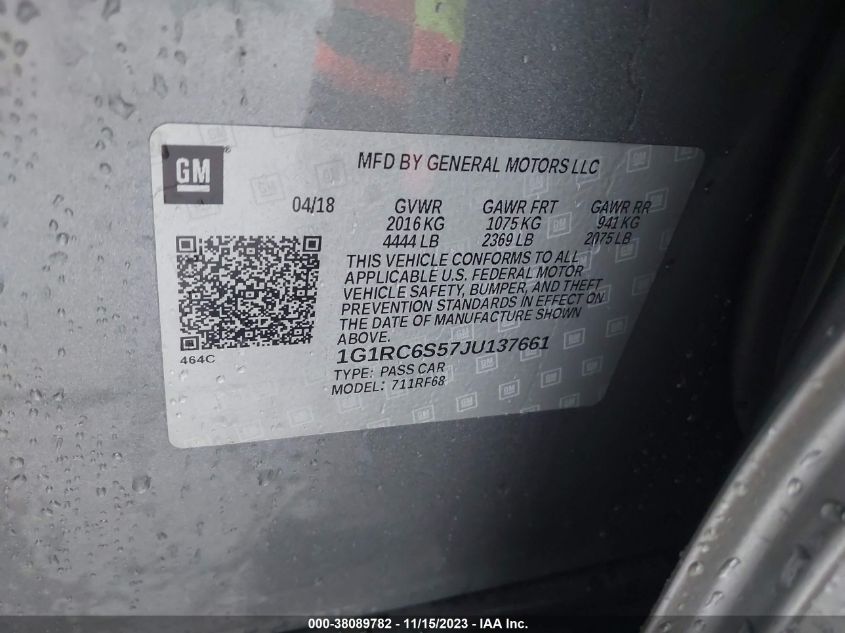 GM ®
MFD BY GENERAL MOTORS LLC
04/18 GVWR GAWR FRT GAWR RR
2016 KG 1075 KG 941 KG
4444 LB 2369 LB 2075 LB
THIS VEHICLE CONFORMS TO ALL
APPLICABLE U.S. FEDERAL MOTOR
VEHICLE SAFETY, BUMPER, AND THEFT
PREVENTION STANDARDS IN EFFECT ON
THE DATE OF MANUFACTURE SHOWN
ABOVE.
464C
1G1RC6S57JU137661
TYPE: PASS CAR
MODEL: 711RF68
000-38089782 - 11/15/2023 - IAA Inc.